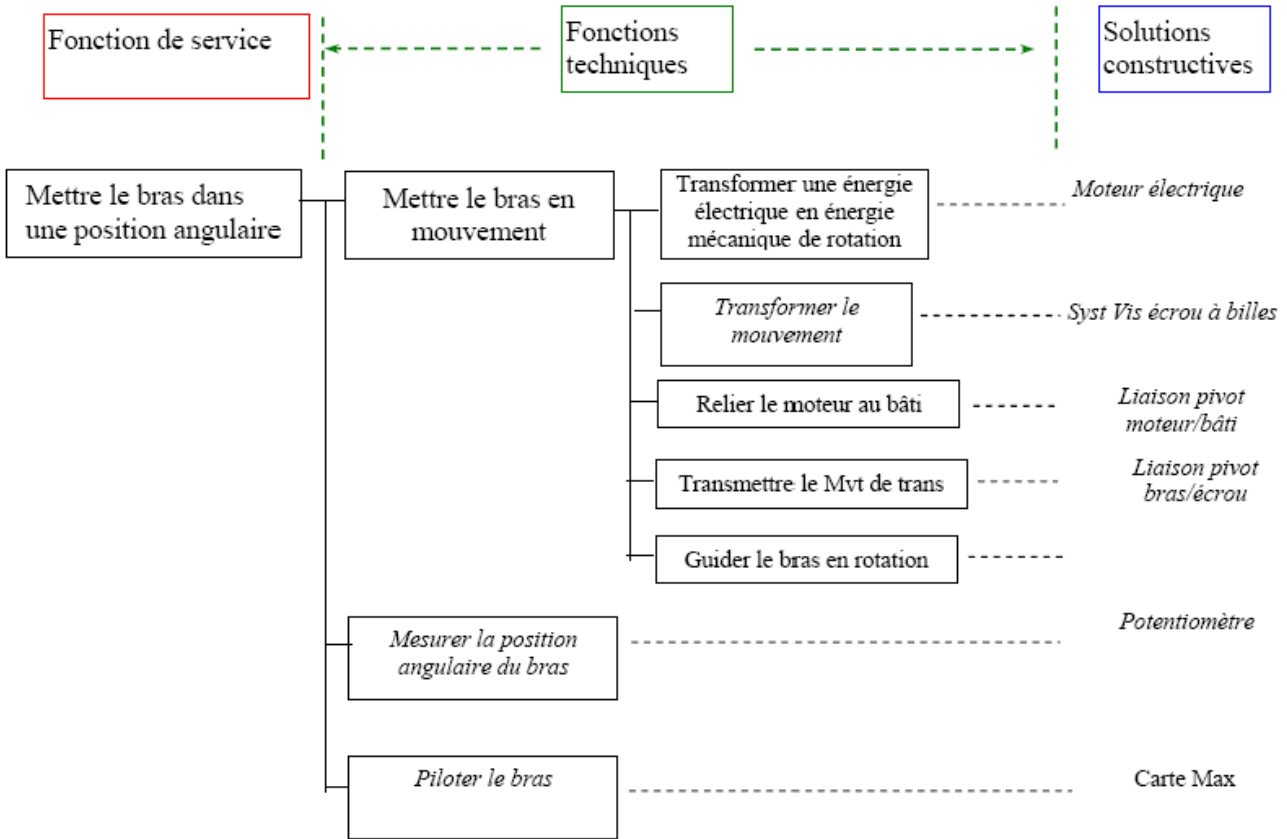 Fonction de service
Fonctions
techniques
Solutions
constructives
Mettre le bras dans
une position angulaire
Mettre le bras en
mouvement
Transformer une énergie
électrique en énergie
mécanique de rotation
Moteur électrique
Transformer le
mouvement
Syst Vis écrou à billes
Relier le moteur au bâti
Liaison pivot
moteur/bâti
Transmettre le Mvt de trans
Liaison pivot
bras/écrou
Guider le bras en rotation
Mesurer la position
angulaire du bras
Potentiomètre
Piloter le bras
Carte Max